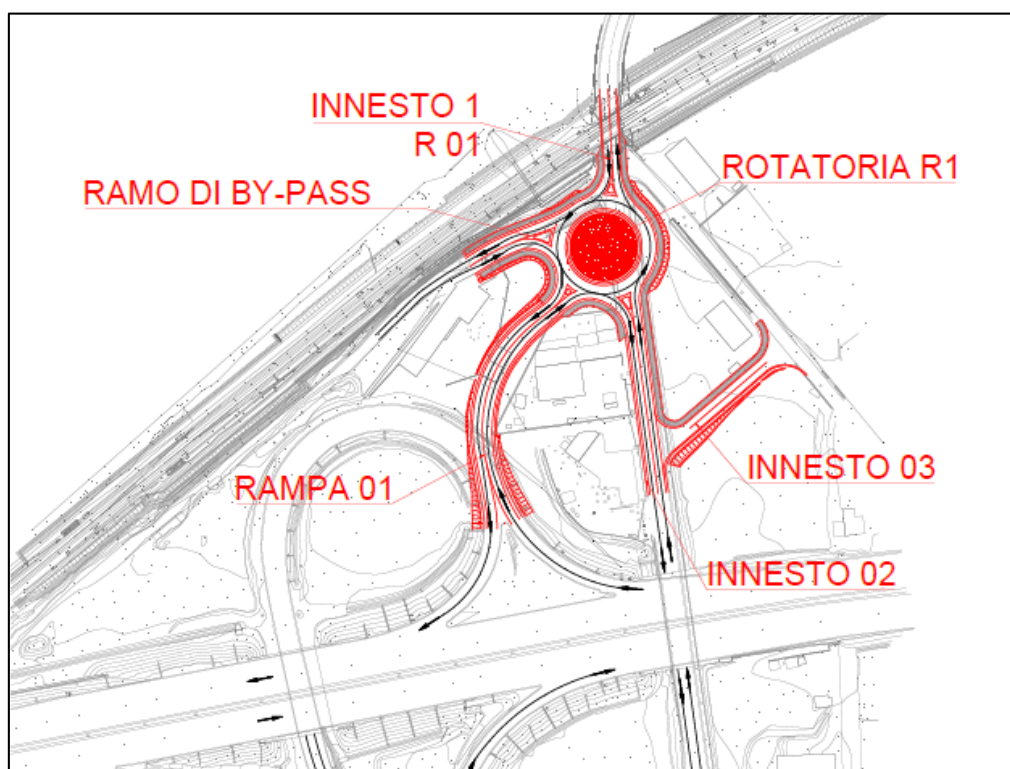 INNESTO 1
R 01
ROTATORIA R1
RAMO DI BY-PASS
INNESTO 03
RAMPA 01
INNESTO 02